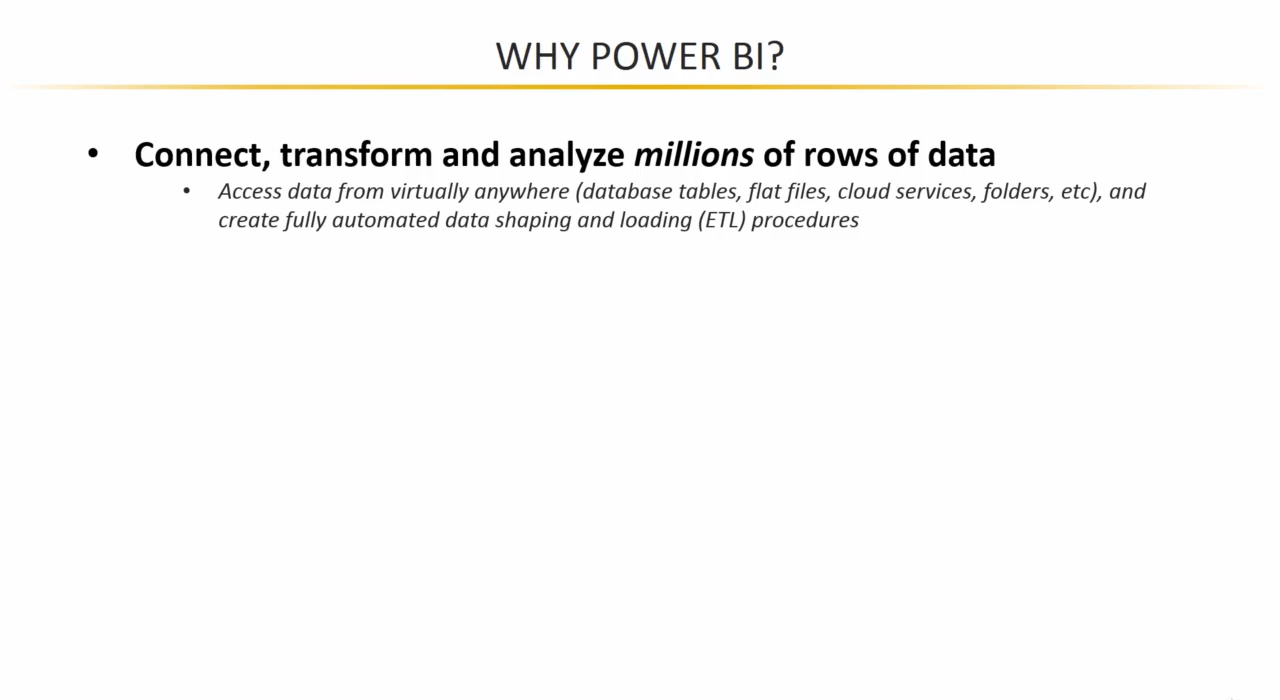 WHY POWER BI?
• Connect, transform and analyze millions of rows of data
• Access data from virtually anywhere (database tables, flat files, cloud services, folders, etc), and
create fully automated data shaping and loading (ETL) procedures